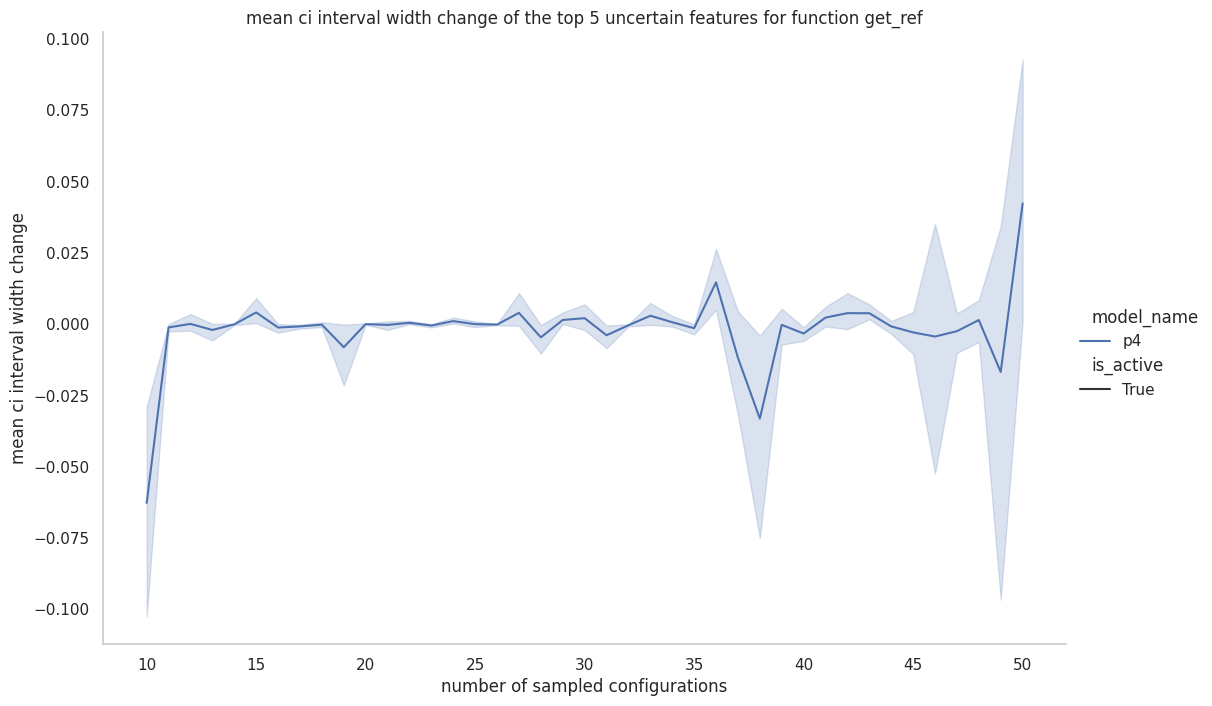 mean ci interval width change of the top 5 uncertain features for function get_ref
0.100
0.075
0.050
0.025
0.000
−0.025
−0.050
−0.075
−0.100
mean ci interval width change
10 15 20 25 30 35 40 45 50
number of sampled configurations
model_name
p4
is_active
True